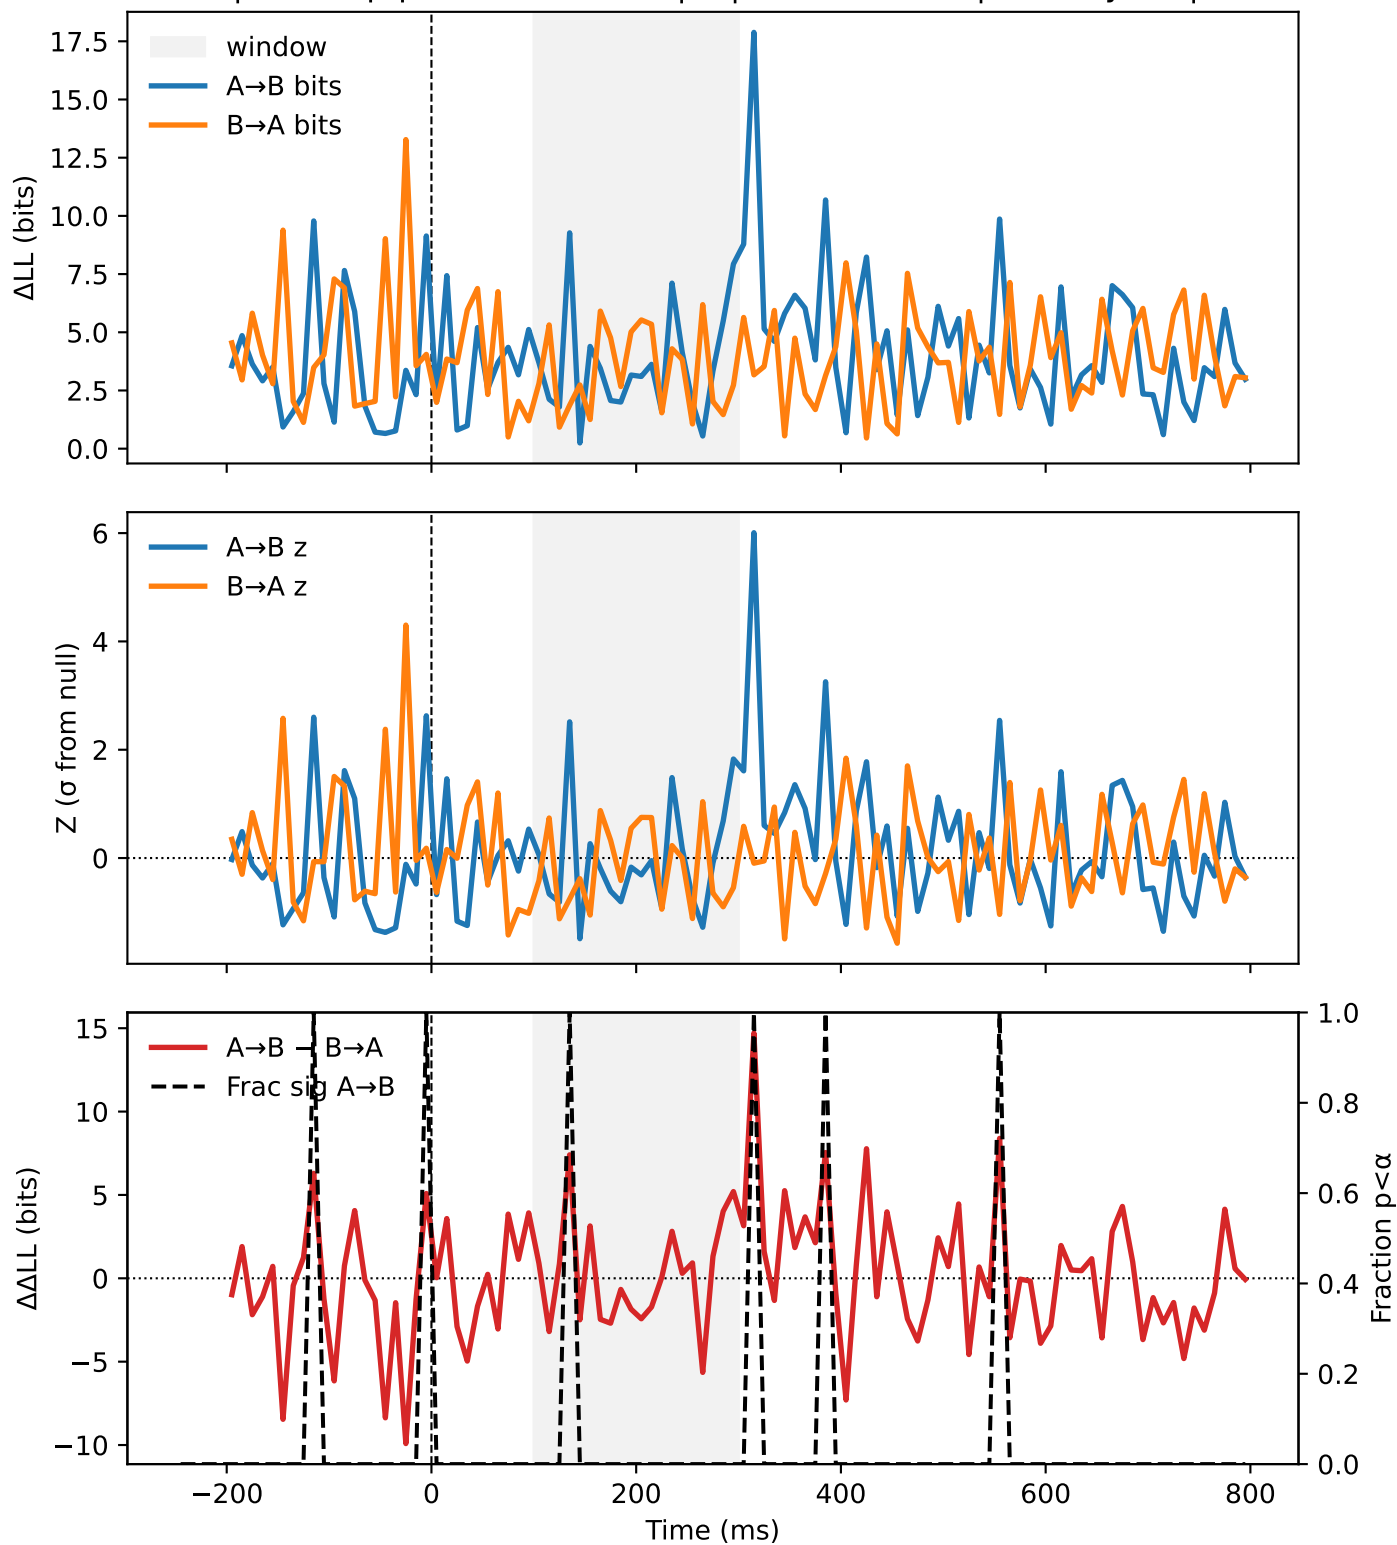 17.5
15.0
12.5
10.0
7.5
5.0
2.5
0.0
ΔLL (bits)
window
A→B bits
B→A bits
6
4
2
0
Z (σ from null)
A→B z
B→A z
15
10
5
0
−5
−10
ΔΔLL (bits)
A→B − B→A
Frac sig A→B
1.0
0.8
0.6
0.4
0.2
0.0
Fraction p<α
−200
0
200
400
600
800
Time (ms)